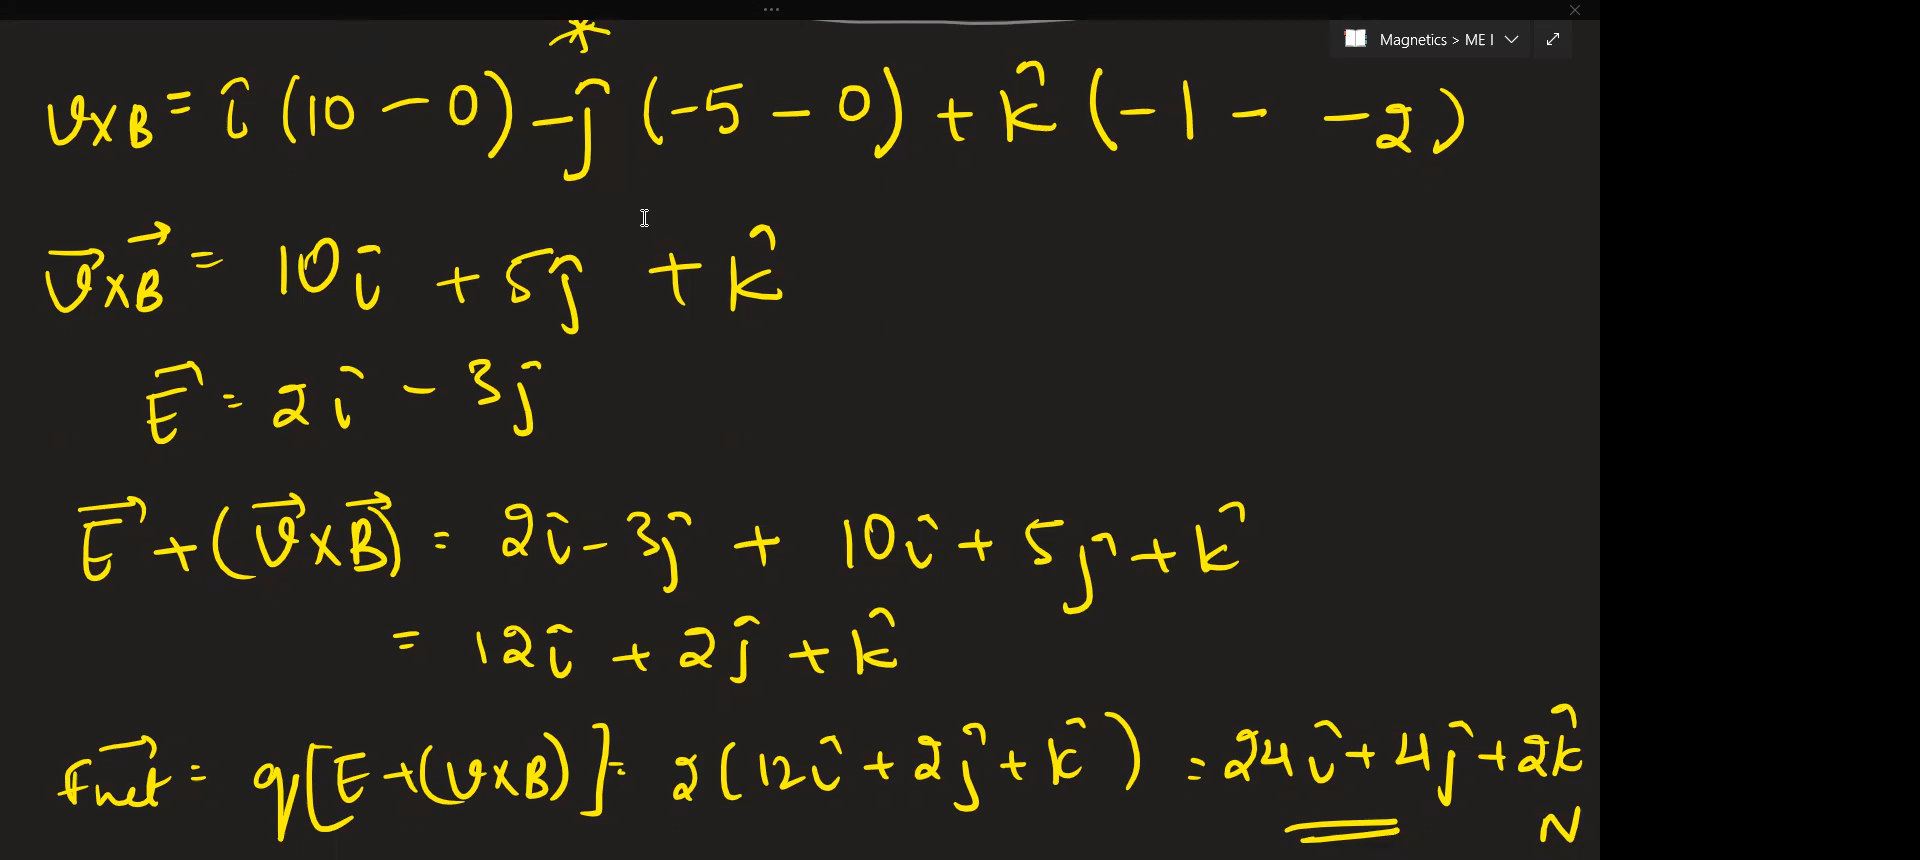 Magnetics > ME I
*
v×B = î (10 − 0) − ĵ (−5 − 0) + k̂ (−1 − −2)
v⃗×B⃗ = 10î + 5ĵ + k̂
E⃗ = 2î − 3ĵ
E⃗ + (v⃗×B⃗) = 2î − 3ĵ + 10î + 5ĵ + k̂
= 12î + 2ĵ + k̂
F⃗net = q[E + (v×B)] = 2(12î + 2ĵ + k̂) = 24î + 4ĵ + 2k̂
N